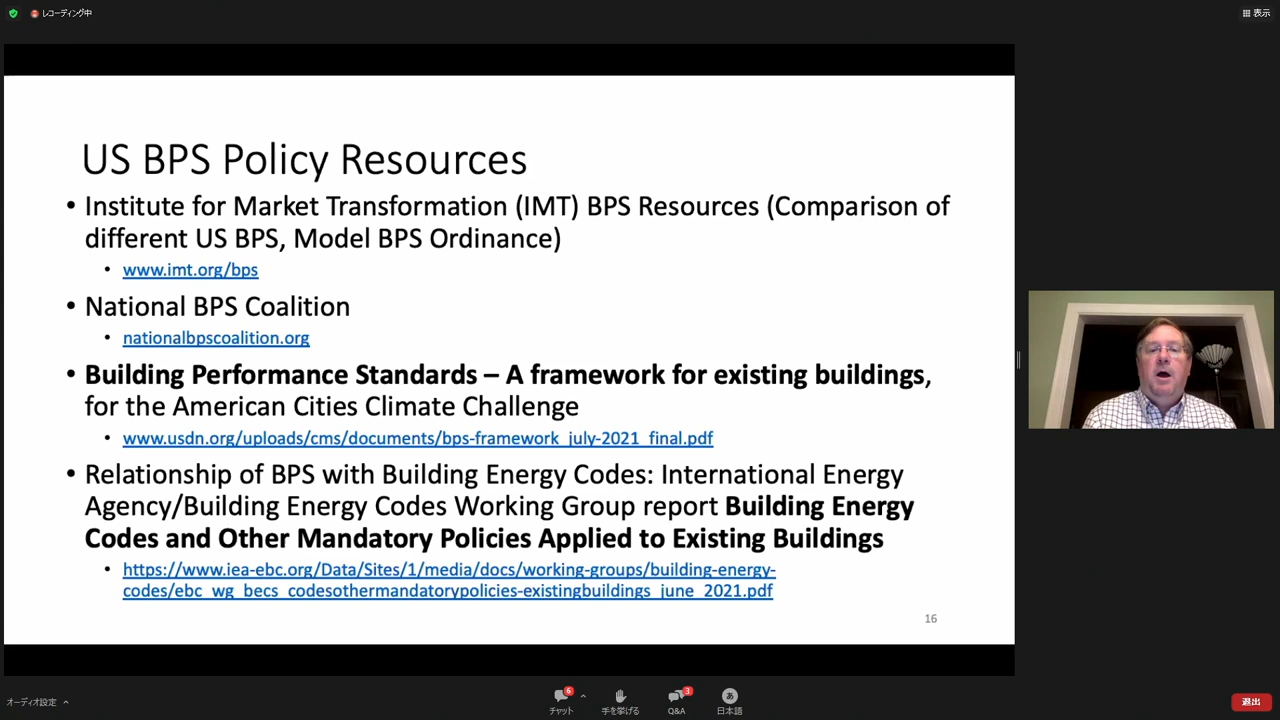 レコーディング中
表示
US BPS Policy Resources
• Institute for Market Transformation (IMT) BPS Resources (Comparison of
different US BPS, Model BPS Ordinance)
• www.imt.org/bps
• National BPS Coalition
• nationalbpscoalition.org
• Building Performance Standards – A framework for existing buildings,
for the American Cities Climate Challenge
• www.usdn.org/uploads/cms/documents/bps-framework_july-2021_final.pdf
• Relationship of BPS with Building Energy Codes: International Energy
Agency/Building Energy Codes Working Group report Building Energy
Codes and Other Mandatory Policies Applied to Existing Buildings
• https://www.iea-ebc.org/Data/Sites/1/media/docs/working-groups/building-energy-
codes/ebc_wg_becs_codesothermandatorypolicies-existingbuildings_june_2021.pdf
16
オーディオ設定
6
チャット
手を挙げる
3
Q&A
あ
日本語
退出